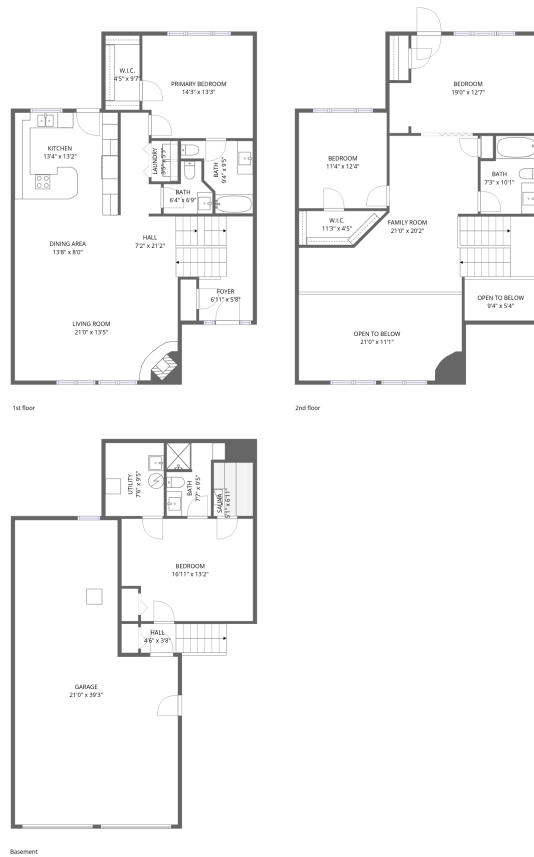 W.I.C.
4'5" x 9'7"
PRIMARY BEDROOM
14'3" x 13'3"
KITCHEN
13'4" x 13'2"
LAUNDRY
3'5" x 5'3"
BATH
9'4" x 9'5"
BATH
6'4" x 6'9"
DINING AREA
13'8" x 8'0"
HALL
7'2" x 21'2"
FOYER
6'11" x 5'8"
LIVING ROOM
21'0" x 13'5"
1st floor
BEDROOM
19'0" x 12'7"
BEDROOM
11'4" x 12'4"
BATH
7'3" x 10'1"
W.I.C.
11'3" x 4'5"
FAMILY ROOM
21'0" x 20'2"
OPEN TO BELOW
9'4" x 5'4"
OPEN TO BELOW
21'0" x 11'1"
2nd floor
UTILITY
7'6" x 9'5"
BATH
7'7" x 9'5"
SAUNA
5'1" x 6'11"
BEDROOM
16'11" x 13'2"
HALL
4'6" x 3'8"
GARAGE
21'0" x 39'3"
Basement